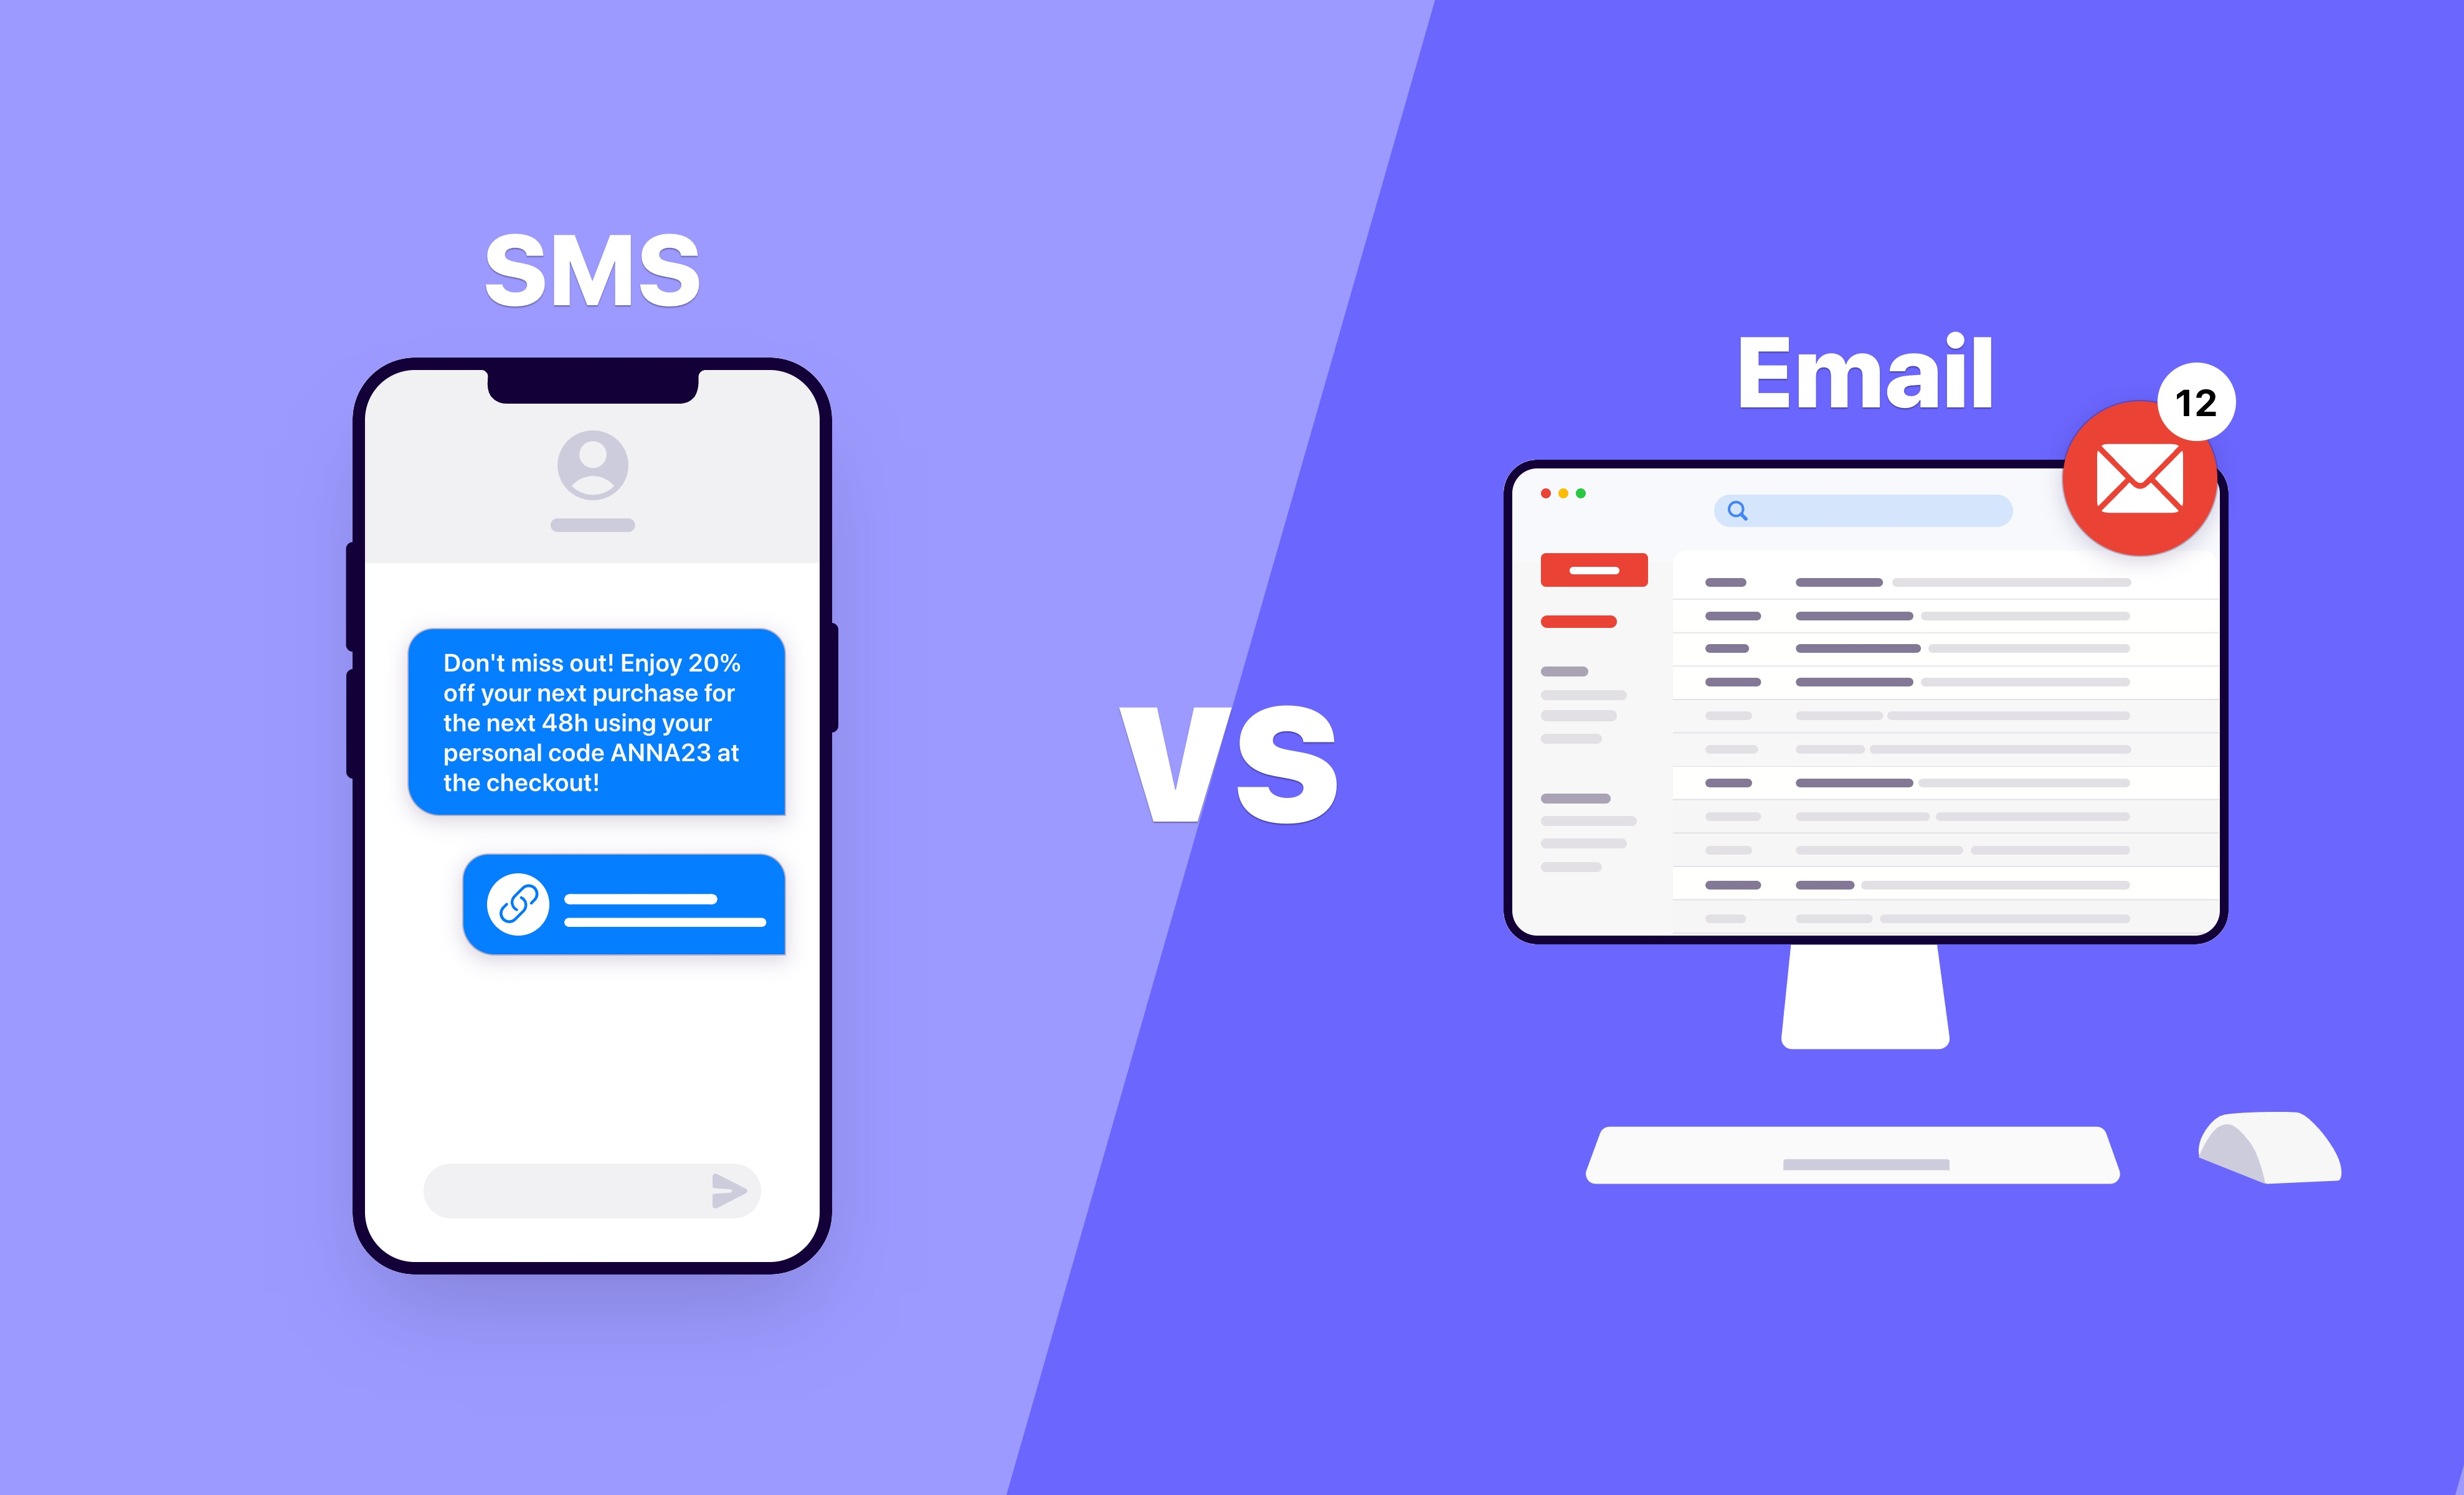 SMS
Don't miss out! Enjoy 20%
off your next purchase for
the next 48h using your
personal code ANNA23 at
the checkout!
vs
Email
12